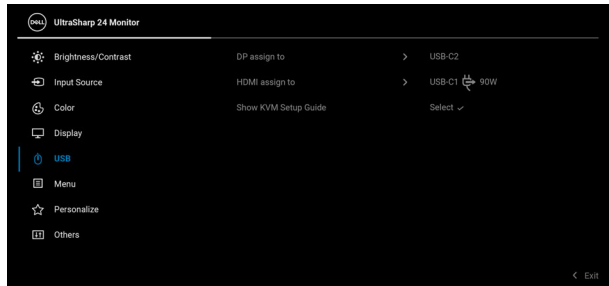 DELL UltraSharp 24 Monitor
Brightness/Contrast DP assign to > USB-C2
Input Source HDMI assign to > USB-C1 90W
Color Show KVM Setup Guide Select ✓
Display
USB
Menu
Personalize
Others
< Exit